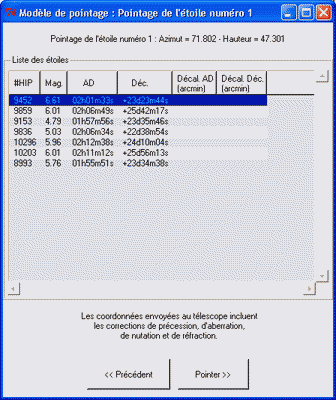 Modèle de pointage : Pointage de l'étoile numéro 1
Pointage de l'étoile numéro 1 : Azimut = 71.802 - Hauteur = 47.301
Liste des étoiles
#HIP Mag AD Déc. Décal. AD (arcmin) Décal. Déc. (arcmin)
9452 6.61 02h01m33s +23d23m44s
9859 6.01 02h06m49s +25d42m17s
9153 4.79 01h57m56s +23d35m46s
9836 5.03 02h06m34s +22d38m54s
10296 5.96 02h12m38s +24d10m04s
10203 6.01 02h11m12s +25d56m13s
8993 5.76 01h55m51s +23d34m38s
Les coordonnées envoyées au télescope incluent
les corrections de précession, d'aberration,
de nutation et de réfraction.
<< Précédent Pointer >>